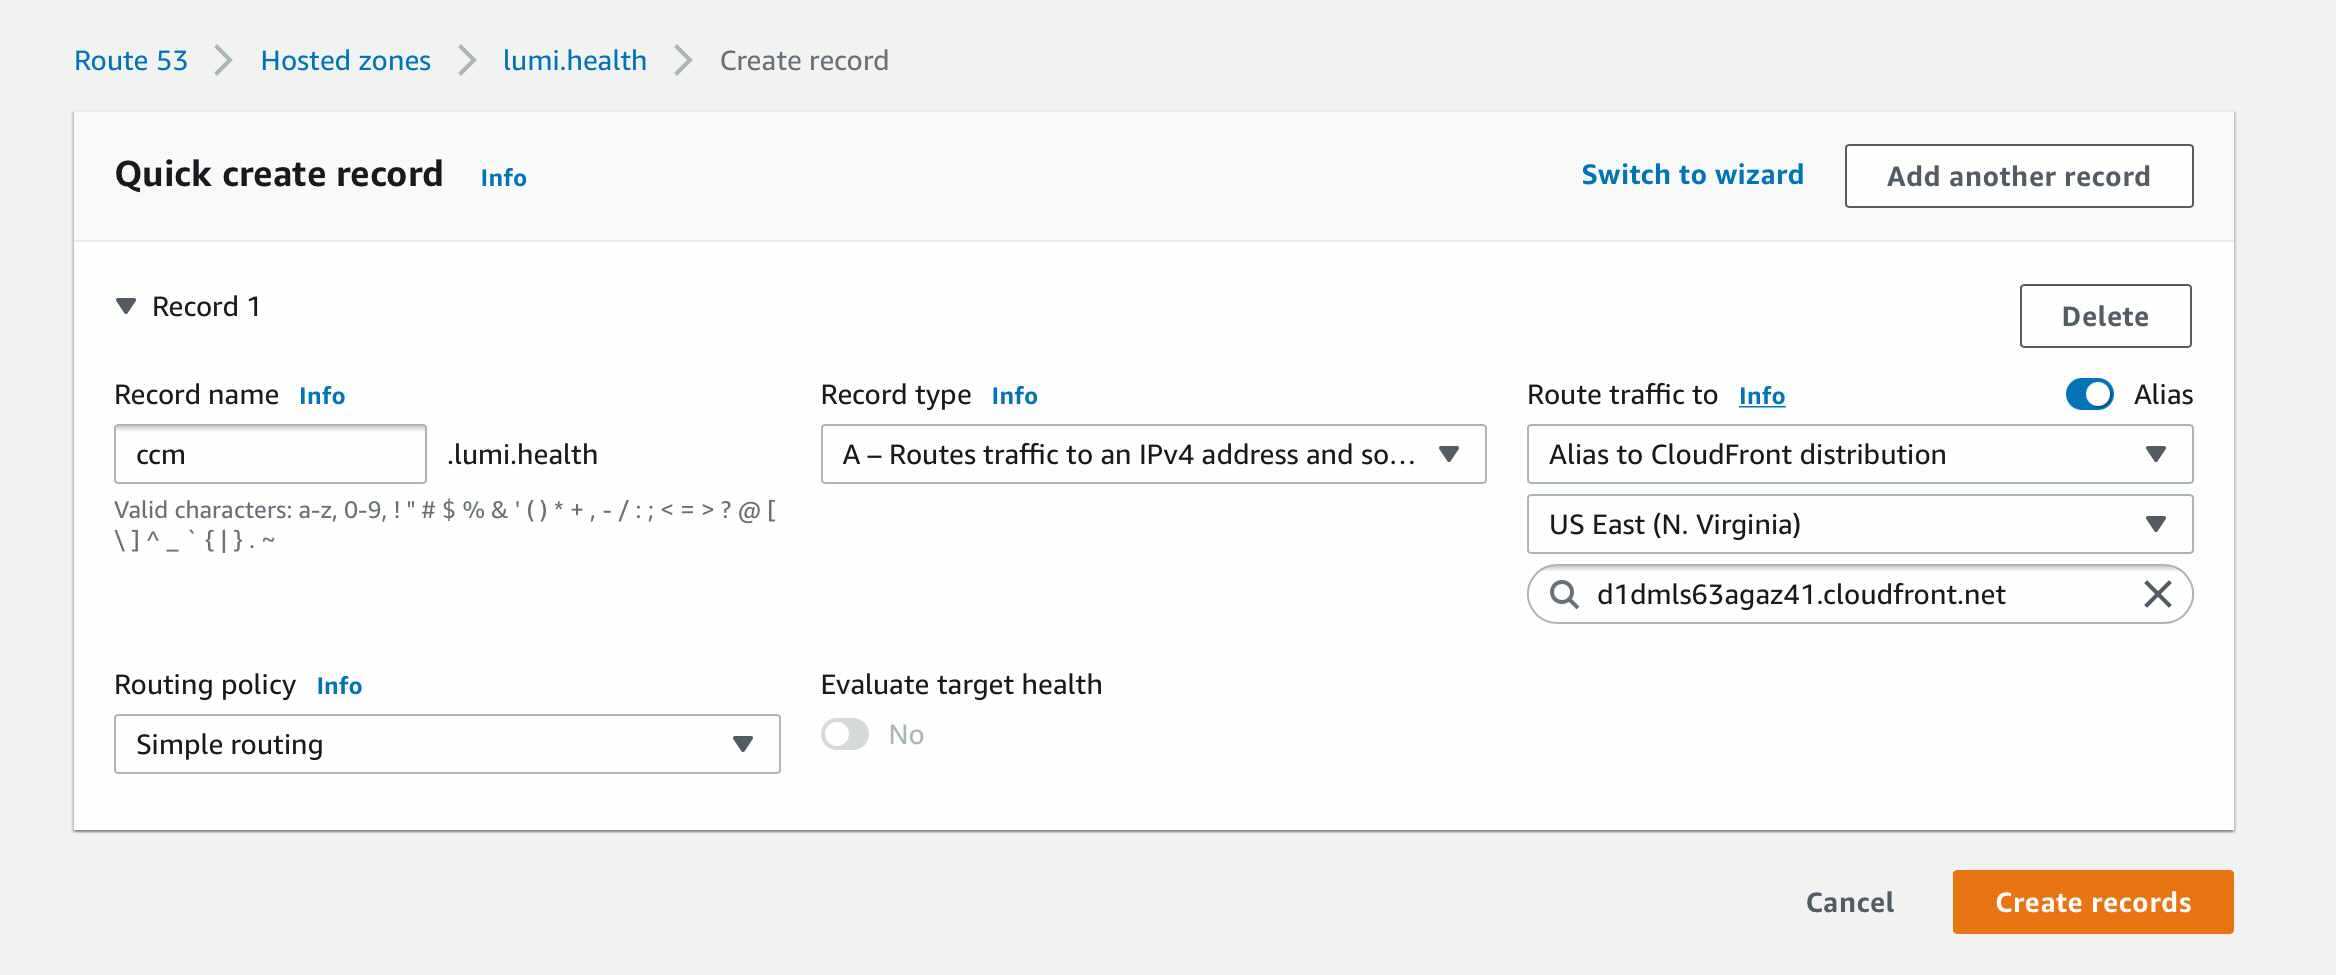 Route 53 Hosted zones lumi.health Create record
Quick create record Info Switch to wizard Add another record
Record 1 Delete
Record name Info Record type Info Route traffic to Info Alias
ccm .lumi.health A – Routes traffic to an IPv4 address and so... Alias to CloudFront distribution
Valid characters: a-z, 0-9, ! " # $ % & ' ( ) * + , - / : ; < = > ? @ [
\ ] ^ _ ` { | } . ~
US East (N. Virginia)
d1dmls63agaz41.cloudfront.net
Routing policy Info Evaluate target health
Simple routing No
Cancel Create records